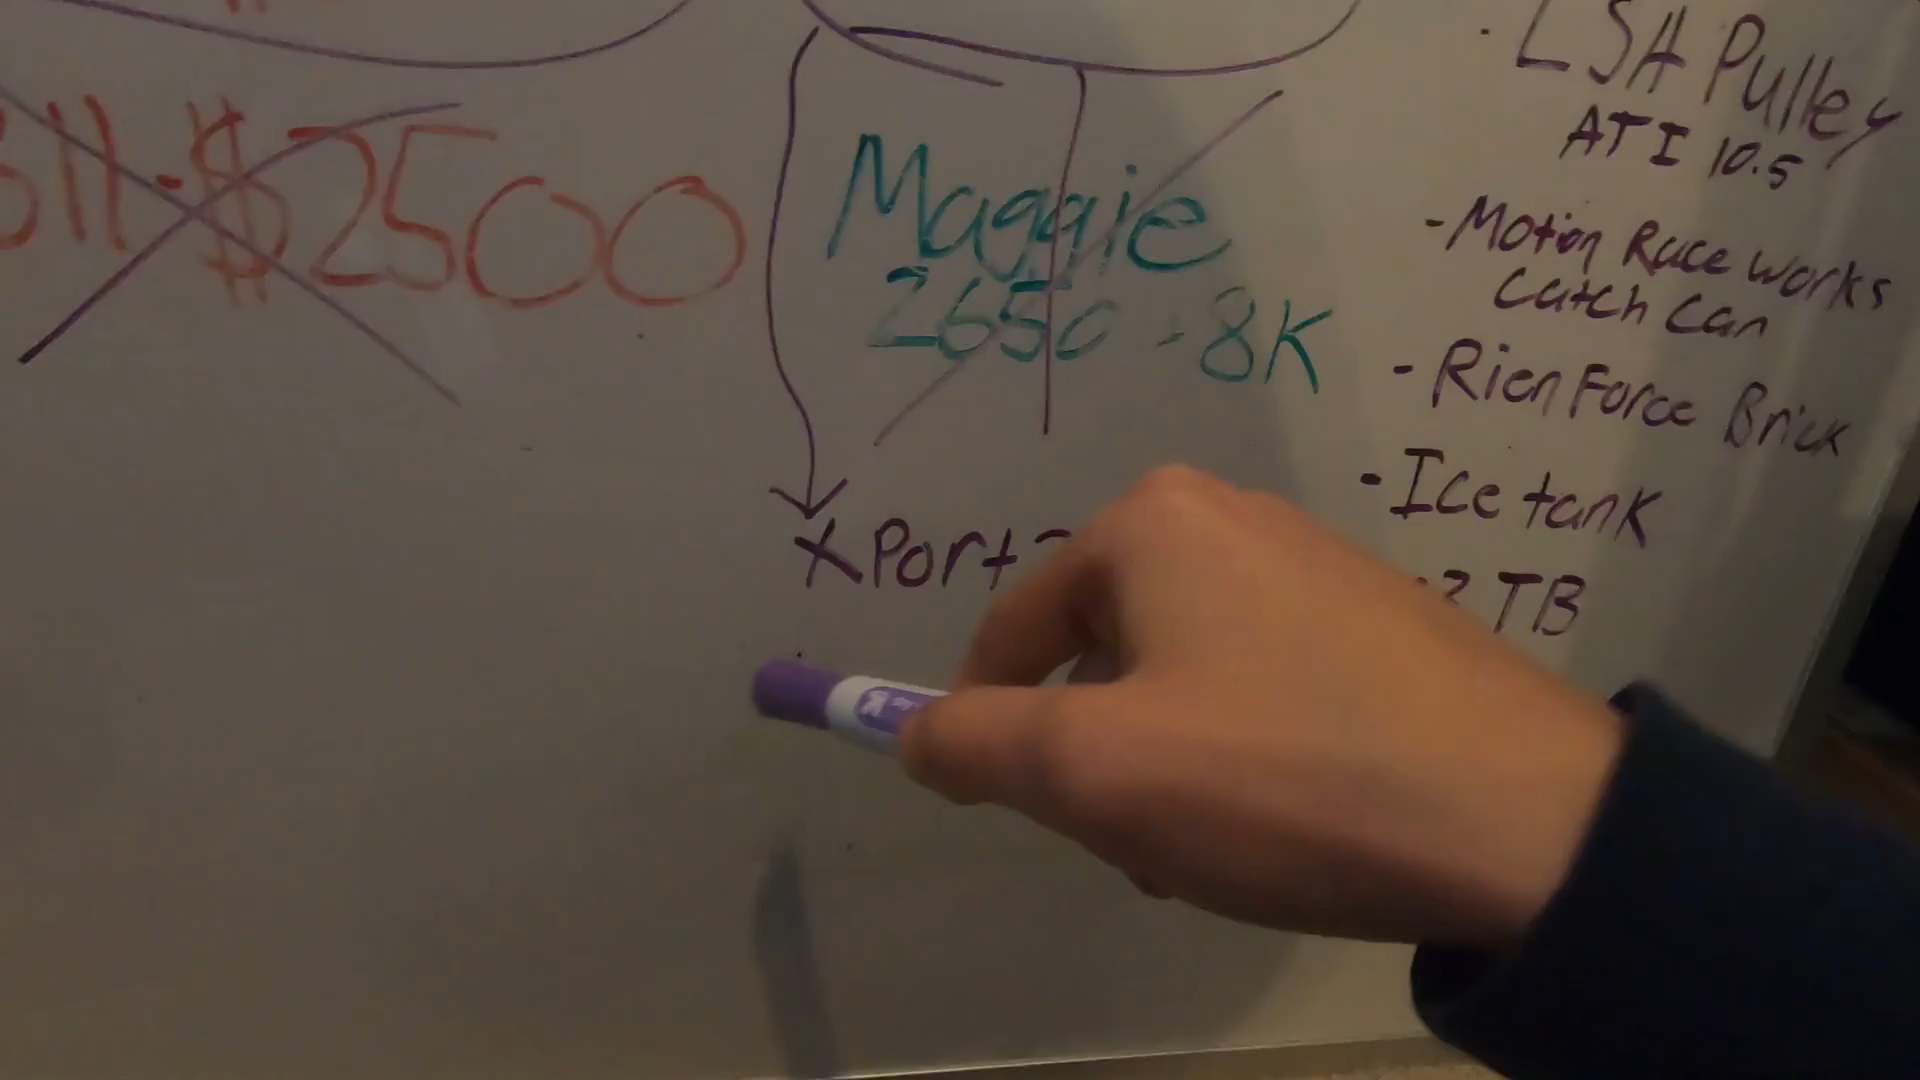 $2500
Maggie
2650 - 8K
XPort
· LSA Pulley
ATI 10.5
- Motion Race works
Catch Can
- Rien Force Brick
- Ice tank
TB